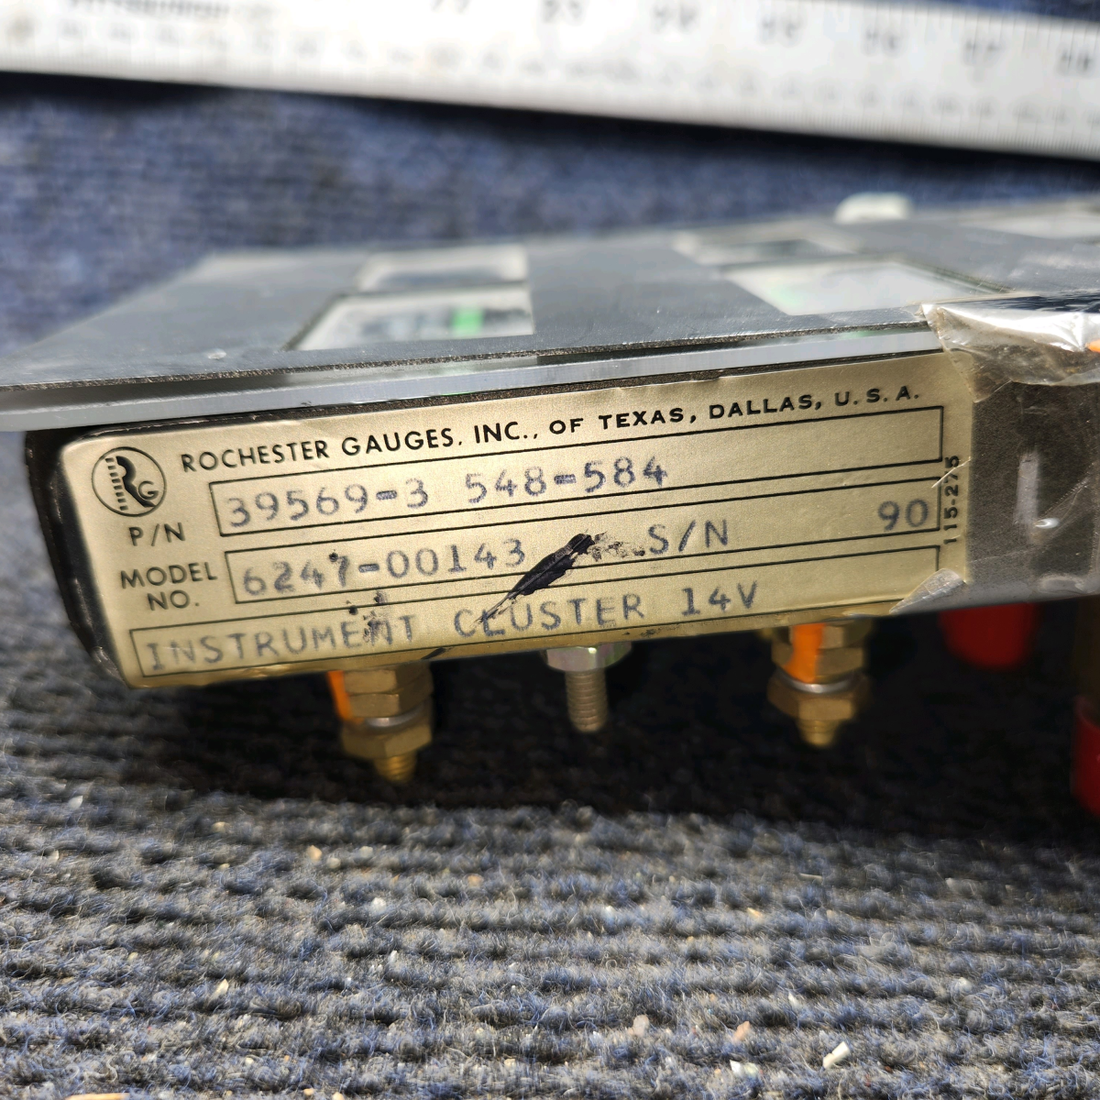 ROCHESTER GAUGES, INC., OF TEXAS, DALLAS, U.S.A.
RG
P/N 39569-3 548-584
MODEL NO. 6247-00143 S/N 90
INSTRUMENT CLUSTER 14V
115-275